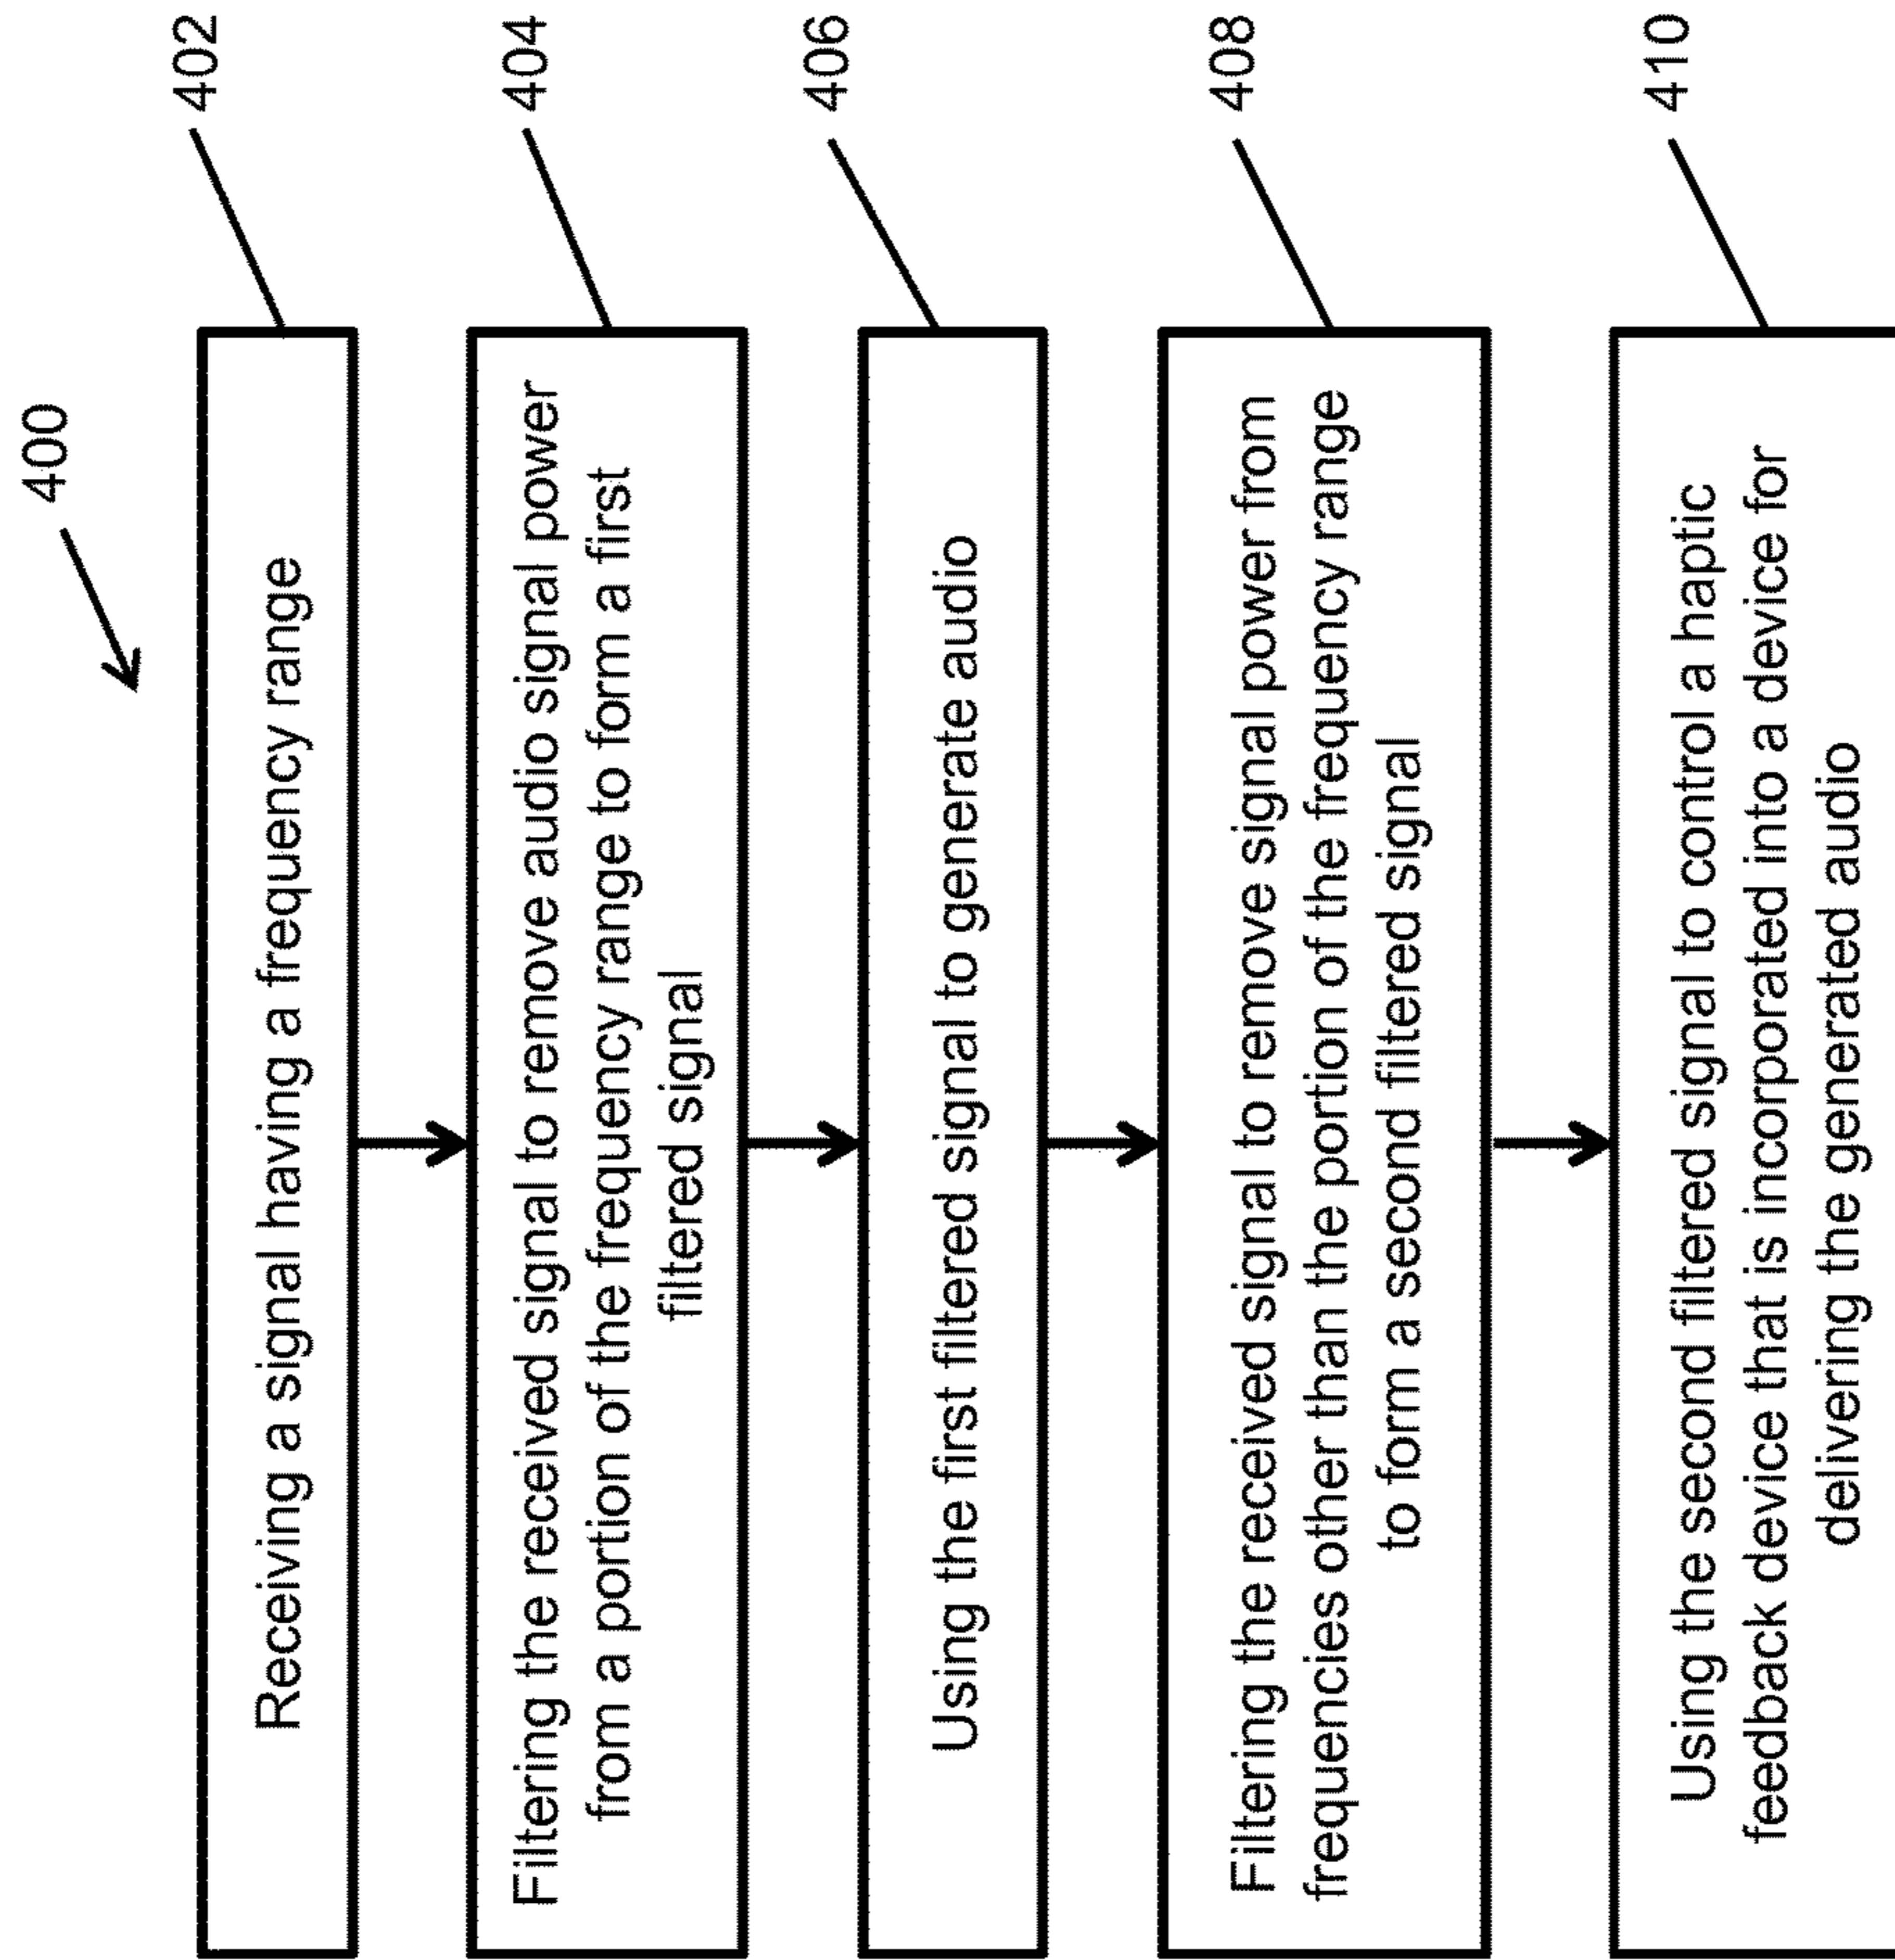 400
Receiving a signal having a frequency range
402
Filtering the received signal to remove audio signal power
from a portion of the frequency range to form a first
filtered signal
404
Using the first filtered signal to generate audio
406
Filtering the received signal to remove signal power from
frequencies other than the portion of the frequency range
to form a second filtered signal
408
Using the second filtered signal to control a haptic
feedback device that is incorporated into a device for
delivering the generated audio
410